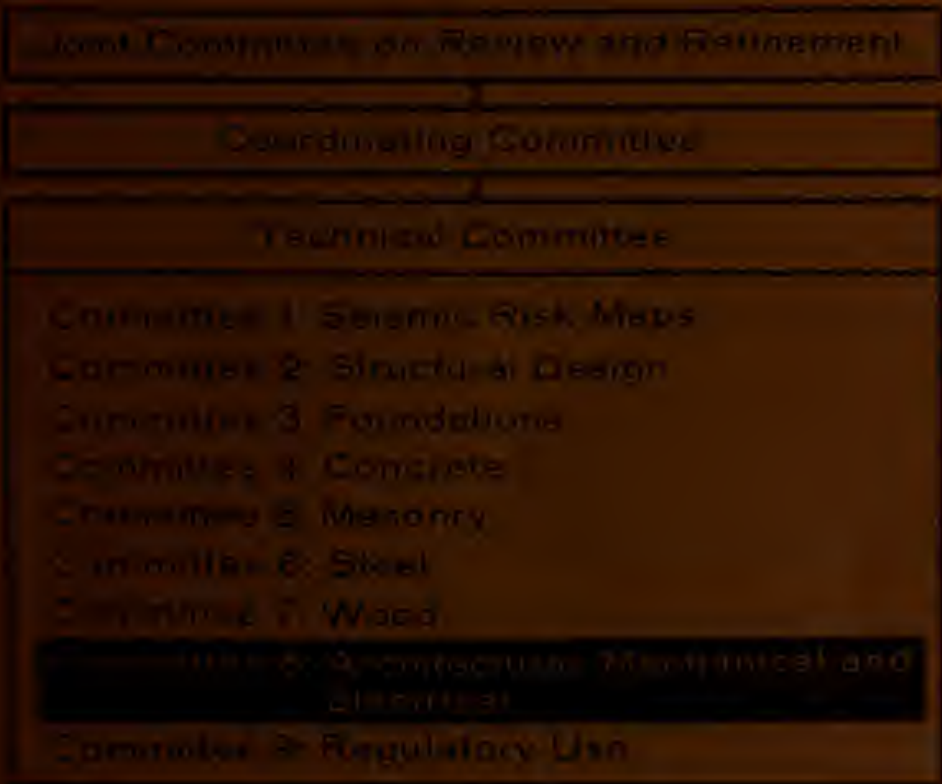 Joint Committee on Review and Refinement
Coordinating Committee
Technical Committee
Committee 1: Seismic Risk Maps
Committee 2: Structural Design
Committee 3: Foundations
Committee 4: Concrete
Committee 5: Masonry
Committee 6: Steel
Committee 7: Wood
Committee 8: Architectural, Mechanical and
Electrical
Committee 9: Regulatory Use